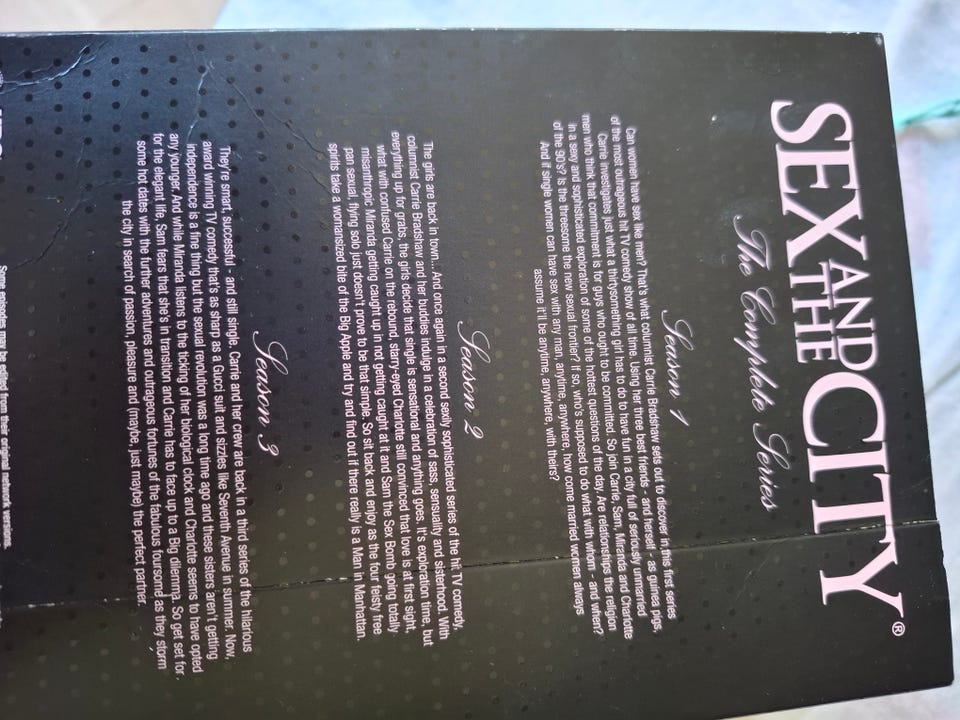 SEX AND THE CITY®
The Complete Series
Season 1
Can women have sex like men? That's what columnist Carrie Bradshaw sets out to discover in this first series
of the most outrageous hit TV comedy show of all time. Using her three best friends - and herself - as guinea pigs,
Carrie investigates just what a thirtysomething girl has to do to have fun in a city full of seriously unmarried
men who think that commitment is for guys who ought to be committed. So join Carrie, Sam, Miranda and Charlotte
in a sexy and sophisticated exploration of some of the hottest questions of the day. Are relationships the religion
of the 90's? Is the threesome the new sexual frontier? If so, who's supposed to do what with whom - and when?
And if single women can have sex with any man, anytime, anywhere, how come married women always
assume it'll be anytime, anywhere, with theirs?
Season 2
The girls are back in town... And once again in a second sexily sophisticated series of the hit TV comedy,
columnist Carrie Bradshaw and her buddies indulge in a celebration of sass, sensuality and sisterhood. With
everything up for grabs, the girls decide that single is sensational and anything goes. It's exploration time, but
what with confused Carrie on the rebound, starry-eyed Charlotte still convinced that love is at first sight,
misanthropic Miranda getting caught up in not getting caught at it and Sam the Sex Bomb going totally
pan sexual, flying solo just doesn't prove to be that simple. So sit back and enjoy as the four feisty free
spirits take a womansized bite of the Big Apple and try and find out if there really is a Man in Manhattan.
Season 3
They're smart, successful - and still single. Carrie and her crew are back in a third series of the hilarious
award winning TV comedy that's as sharp as a Gucci suit and sizzles like Seventh Avenue in summer. Now,
independence is a fine thing but the sexual revolution was a long time ago and these sisters aren't getting
any younger. And while Miranda listens to the ticking of her biological clock and Charlotte seems to have opted
for the elegant life, Sam fears that she's in transition and Carrie has to face up to a Big dilemma. So get set for
some hot dates with the further adventures and outrageous fortunes of the fabulous foursome as they storm
the city in search of passion, pleasure and (maybe, just maybe) the perfect partner.
Some episodes may be edited from their original network versions.